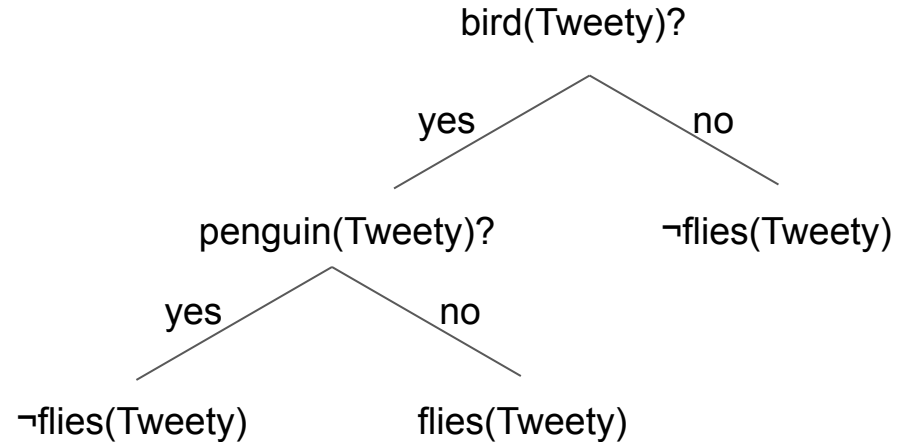 bird(Tweety)?
yes
no
penguin(Tweety)?
¬flies(Tweety)
yes
no
¬flies(Tweety)
flies(Tweety)